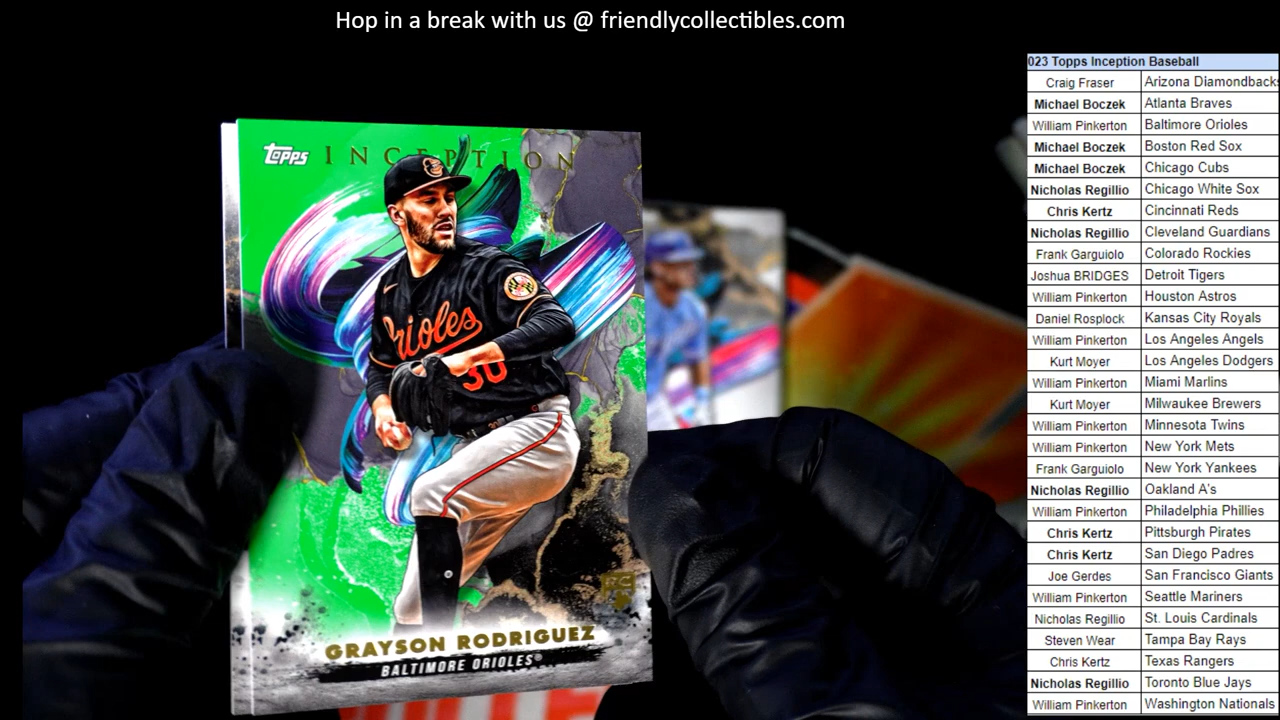 Hop in a break with us @ friendlycollectibles.com
023 Topps Inception Baseball
Craig Fraser Arizona Diamondbacks
Michael Boczek Atlanta Braves
William Pinkerton Baltimore Orioles
Michael Boczek Boston Red Sox
Michael Boczek Chicago Cubs
Nicholas Regillio Chicago White Sox
Chris Kertz Cincinnati Reds
Nicholas Regillio Cleveland Guardians
Frank Garguiolo Colorado Rockies
Joshua BRIDGES Detroit Tigers
William Pinkerton Houston Astros
Daniel Rosplock Kansas City Royals
William Pinkerton Los Angeles Angels
Kurt Moyer Los Angeles Dodgers
William Pinkerton Miami Marlins
Kurt Moyer Milwaukee Brewers
William Pinkerton Minnesota Twins
William Pinkerton New York Mets
Frank Garguiolo New York Yankees
Nicholas Regillio Oakland A's
William Pinkerton Philadelphia Phillies
Chris Kertz Pittsburgh Pirates
Chris Kertz San Diego Padres
Joe Gerdes San Francisco Giants
William Pinkerton Seattle Mariners
Nicholas Regillio St. Louis Cardinals
Steven Wear Tampa Bay Rays
Chris Kertz Texas Rangers
Nicholas Regillio Toronto Blue Jays
William Pinkerton Washington Nationals
Topps INCEPTION
Orioles
30
RC
GRAYSON RODRIGUEZ
BALTIMORE ORIOLES®